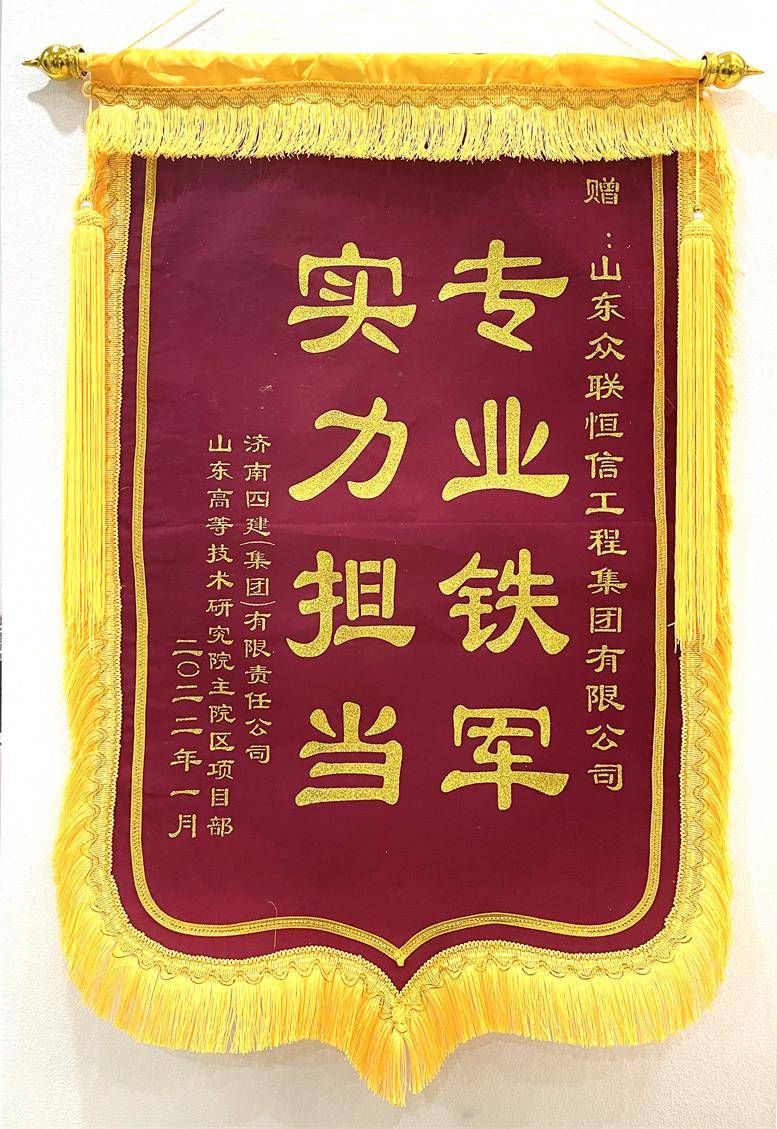 赠：山东众联恒信工程集团有限公司
专业铁军
实力担当
济南四建(集团)有限责任公司
山东高等技术研究院主院区项目部
二〇二二年一月